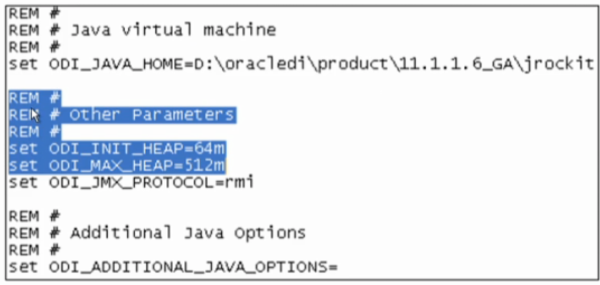 REM #
REM # Java virtual machine
REM #
set ODI_JAVA_HOME=D:\oracledi\product\11.1.1.6_GA\jrockit
REM #
REM # Other Parameters
REM #
set ODI_INIT_HEAP=64m
set ODI_MAX_HEAP=512m
set ODI_JMX_PROTOCOL=rmi
REM #
REM # Additional Java Options
REM #
set ODI_ADDITIONAL_JAVA_OPTIONS=